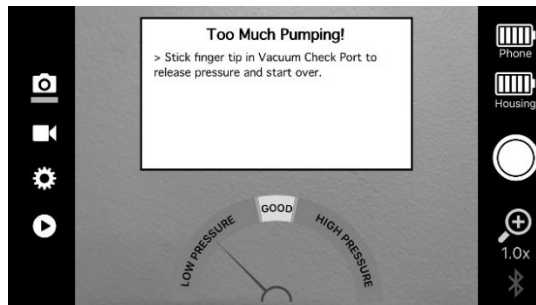 Too Much Pumping!
> Stick finger tip in Vacuum Check Port to
release pressure and start over.
Phone
Housing
LOW PRESSURE
GOOD
HIGH PRESSURE
1.0x